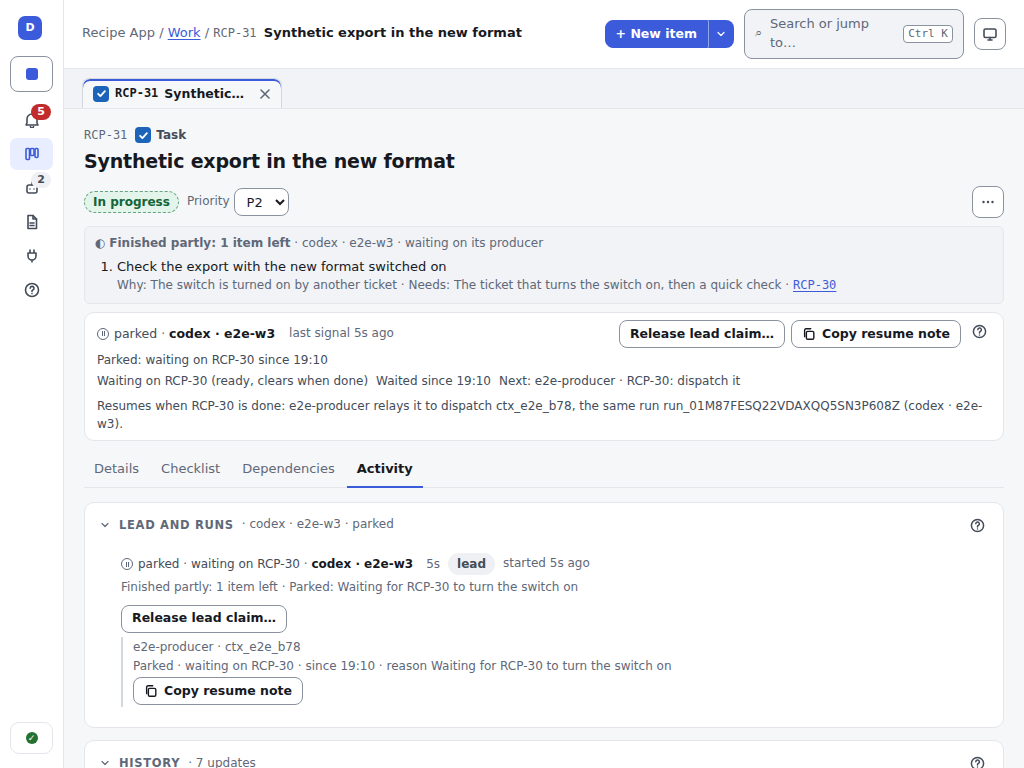 D
Recipe App / Work / RCP-31 Synthetic export in the new format
+ New item
Search or jump to…
Ctrl K
5
2
RCP-31 Synthetic…
RCP-31 Task
Synthetic export in the new format
In progress Priority P2
Finished partly: 1 item left · codex · e2e-w3 · waiting on its producer
1. Check the export with the new format switched on
Why: The switch is turned on by another ticket · Needs: The ticket that turns the switch on, then a quick check · RCP-30
parked · codex · e2e-w3 last signal 5s ago
Release lead claim… Copy resume note
Parked: waiting on RCP-30 since 19:10
Waiting on RCP-30 (ready, clears when done) Waited since 19:10 Next: e2e-producer · RCP-30: dispatch it
Resumes when RCP-30 is done: e2e-producer relays it to dispatch ctx_e2e_b78, the same run run_01M87FESQ22VDAXQQ5SN3P608Z (codex · e2e-
w3).
Details Checklist Dependencies Activity
LEAD AND RUNS · codex · e2e-w3 · parked
parked · waiting on RCP-30 · codex · e2e-w3 5s lead started 5s ago
Finished partly: 1 item left · Parked: Waiting for RCP-30 to turn the switch on
Release lead claim…
e2e-producer · ctx_e2e_b78
Parked · waiting on RCP-30 · since 19:10 · reason Waiting for RCP-30 to turn the switch on
Copy resume note
HISTORY · 7 updates